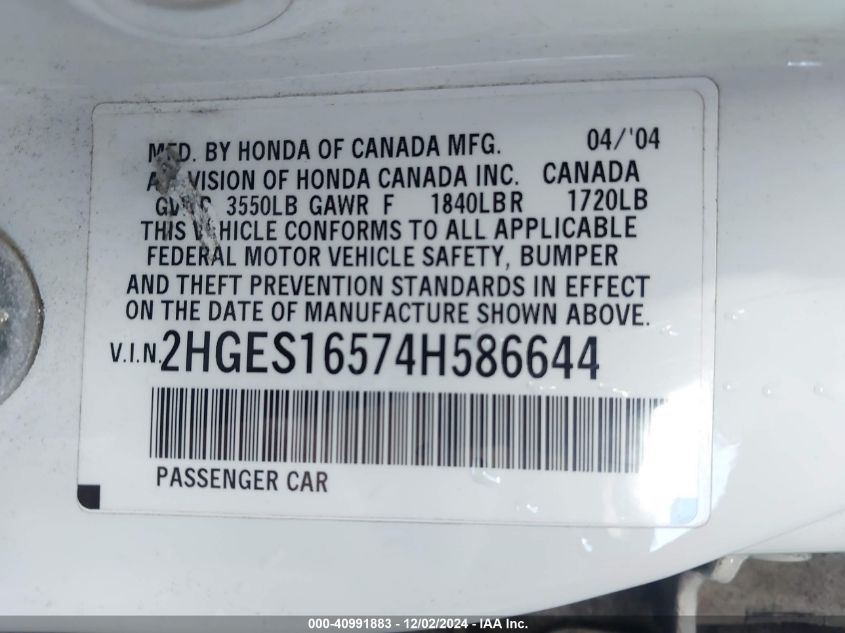 MFD. BY HONDA OF CANADA MFG. 04/'04
A DIVISION OF HONDA CANADA INC. CANADA
GVWR 3550LB GAWR F 1840LB R 1720LB
THIS VEHICLE CONFORMS TO ALL APPLICABLE
FEDERAL MOTOR VEHICLE SAFETY, BUMPER
AND THEFT PREVENTION STANDARDS IN EFFECT
ON THE DATE OF MANUFACTURE SHOWN ABOVE.
V.I.N. 2HGES16574H586644
PASSENGER CAR
000-40991883 - 12/02/2024 - IAA Inc.